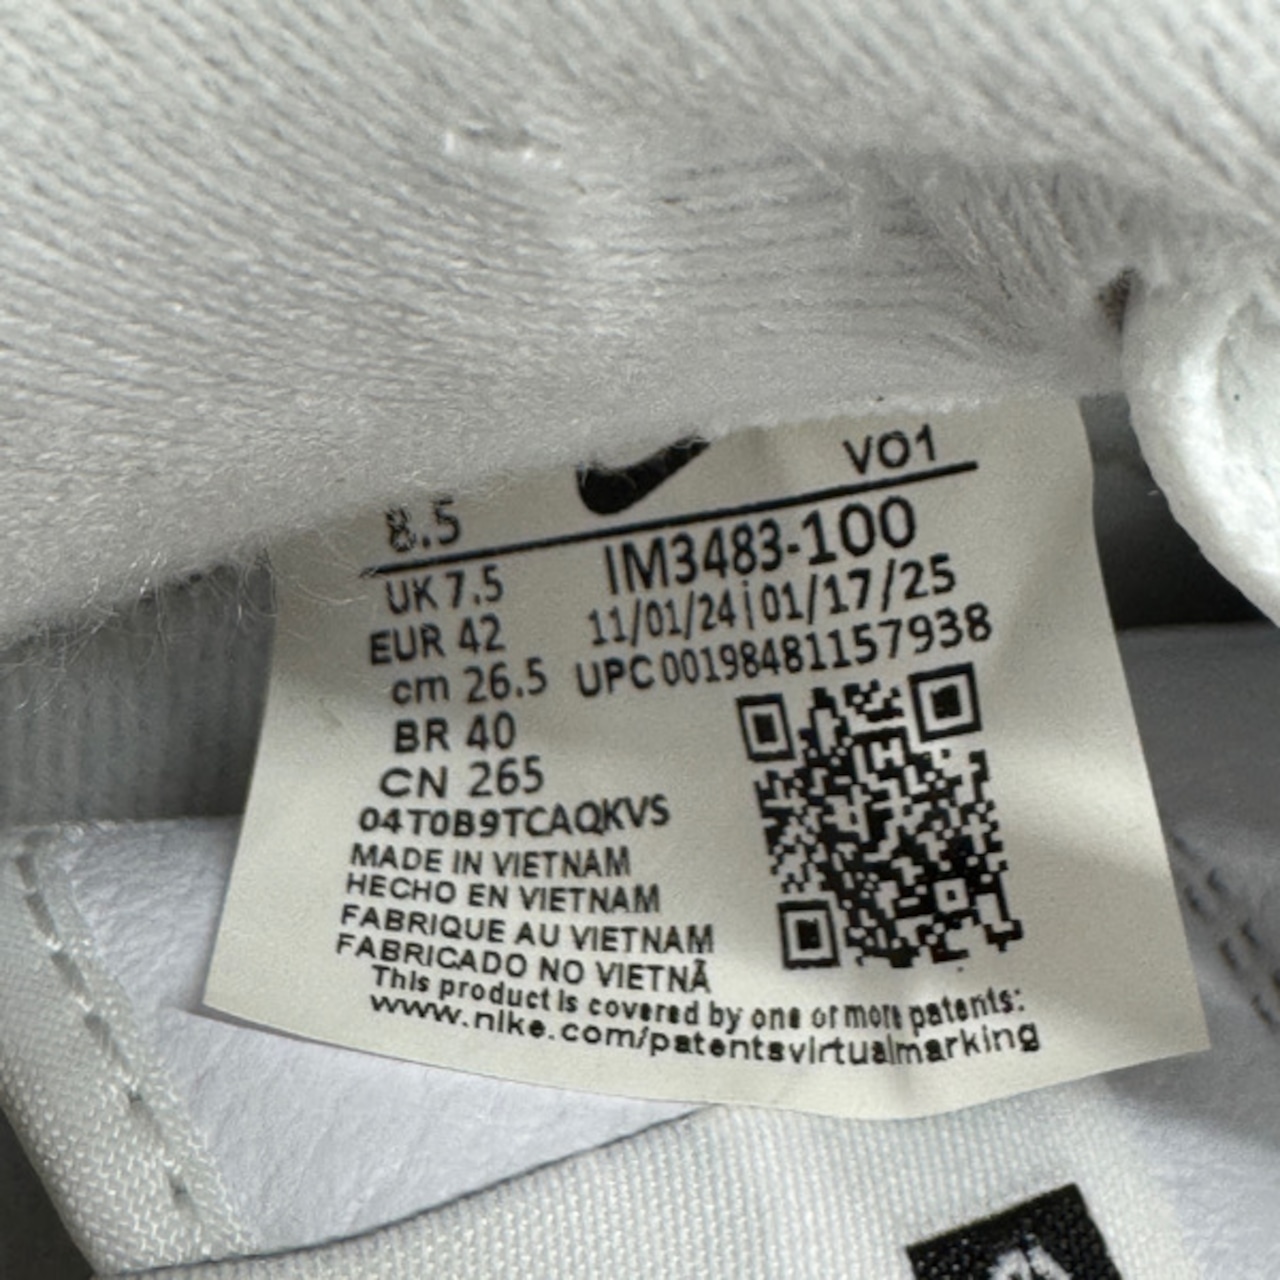 VO1
8.5
IM3483-100
UK 7.5
11/01/24|01/17/25
EUR 42
UPC 00198481157938
cm 26.5
BR 40
CN 265
04T0B9TCAQKVS
MADE IN VIETNAM
HECHO EN VIETNAM
FABRIQUE AU VIETNAM
FABRICADO NO VIETNÃ
This product is covered by one or more patents:
www.nike.com/patentsvirtualmarking